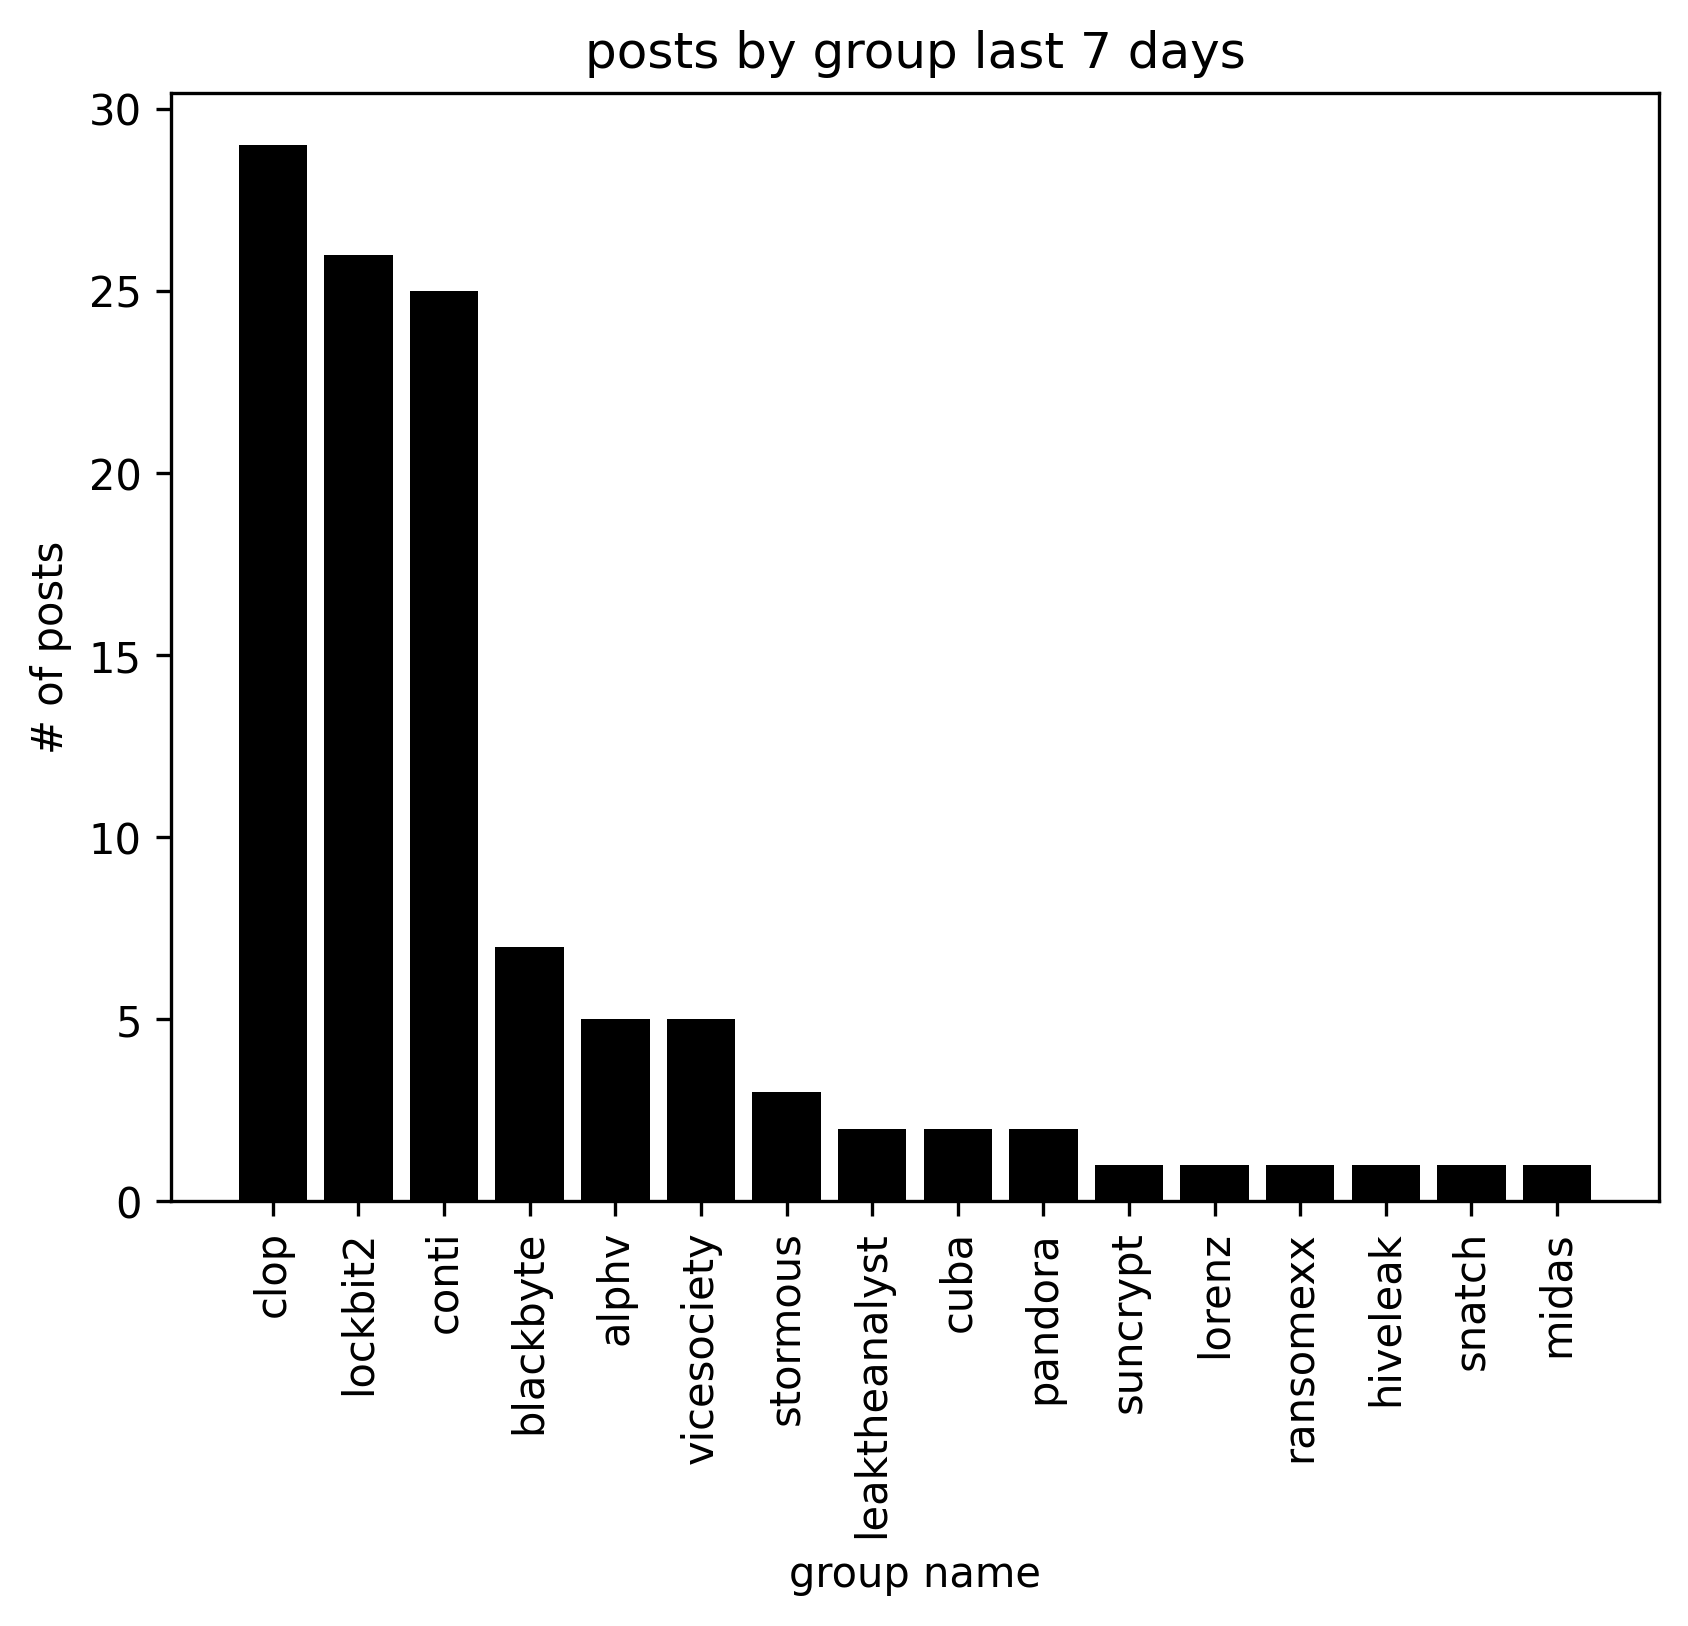 posts by group last 7 days
30
25
20
15
10
5
0
# of posts
clop
lockbit2
conti
blackbyte
alphv
vicesociety
stormous
leaktheanalyst
cuba
pandora
suncrypt
lorenz
ransomexx
hiveleak
snatch
midas
group name